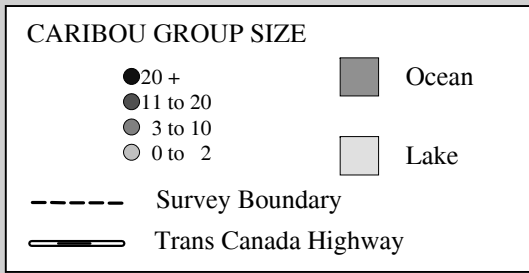 CARIBOU GROUP SIZE
20 +
11 to 20
3 to 10
0 to 2
Ocean
Lake
Survey Boundary
Trans Canada Highway